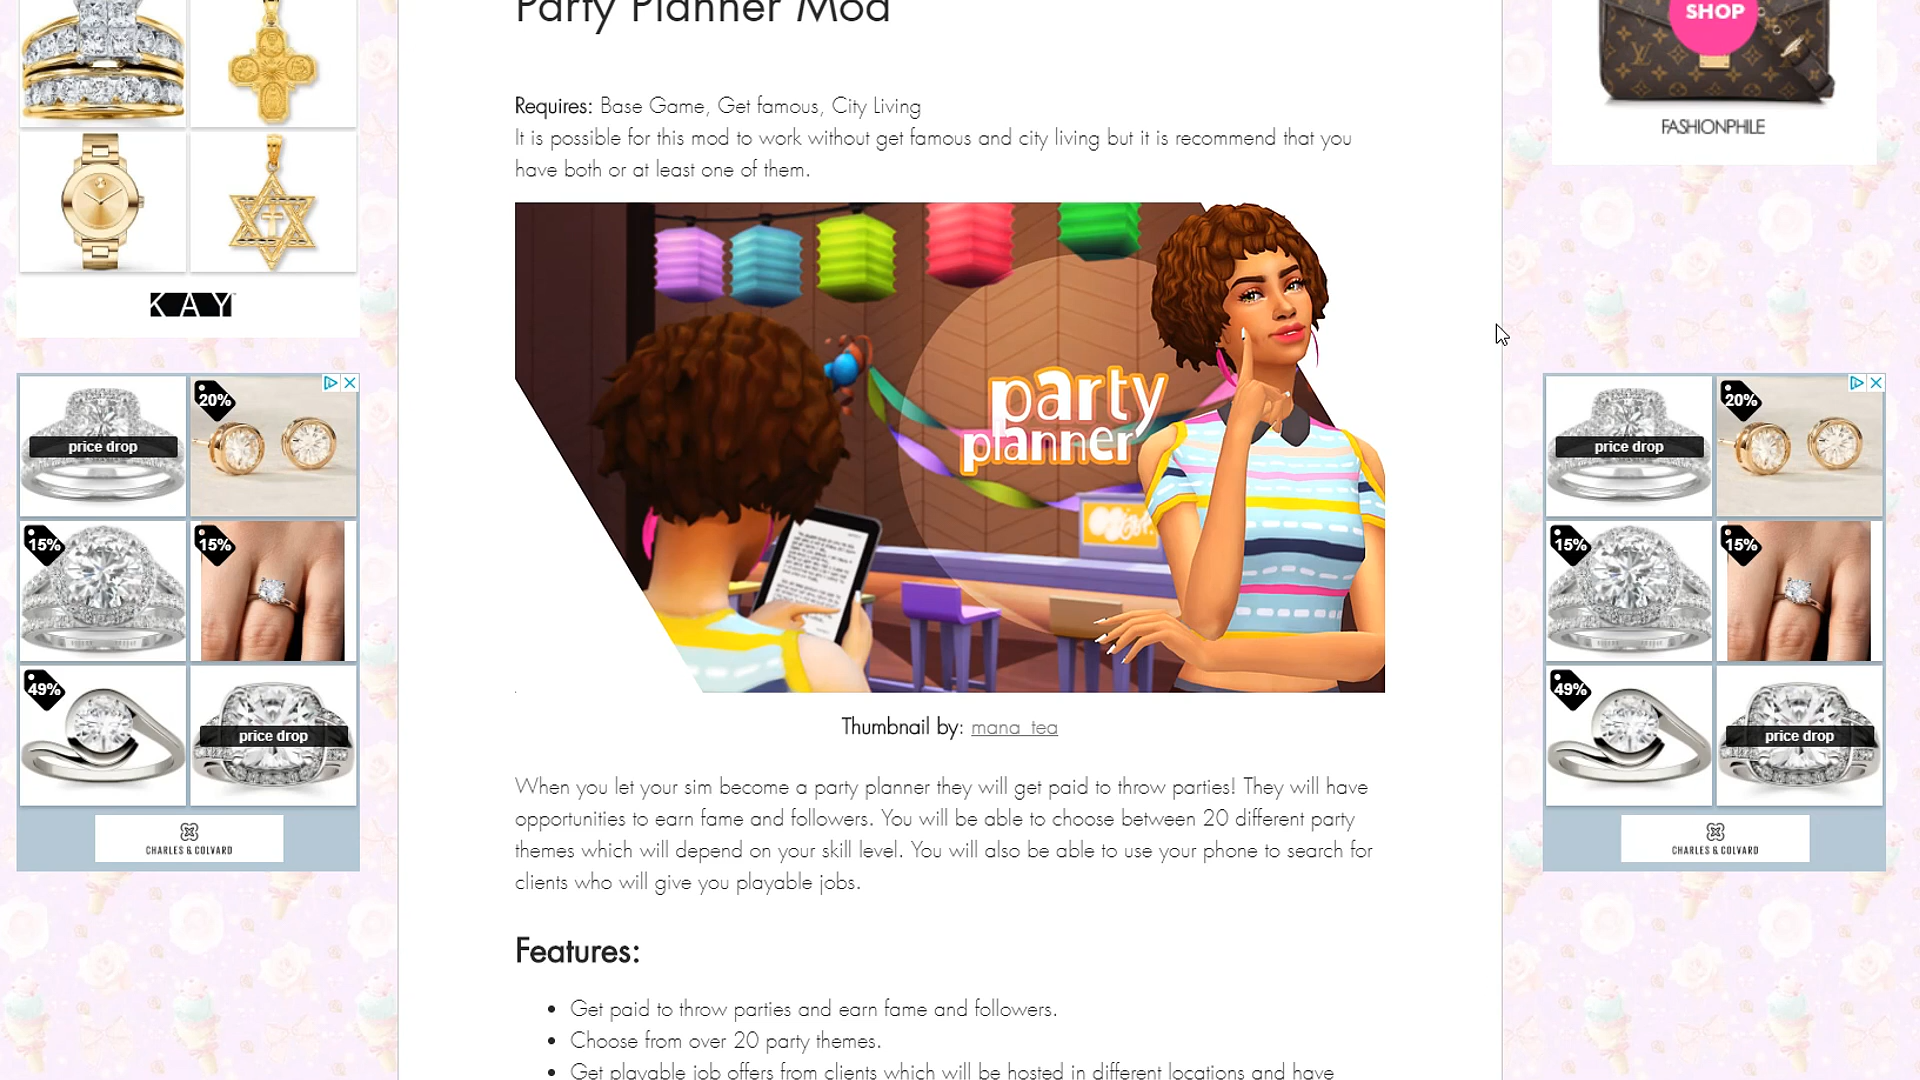 Party Planner Mod
Requires: Base Game, Get famous, City Living
It is possible for this mod to work without get famous and city living but it is recommend that you
have both or at least one of them.
party
planner
Thumbnail by: mana_tea
When you let your sim become a party planner they will get paid to throw parties! They will have
opportunities to earn fame and followers. You will be able to choose between 20 different party
themes which will depend on your skill level. You will also be able to use your phone to search for
clients who will give you playable jobs.
Features:
• Get paid to throw parties and earn fame and followers.
• Choose from over 20 party themes.
• Get playable job offers from clients which will be hosted in different locations and have
KAY
price drop
20%
15%
15%
49%
price drop
CHARLES & COLVARD
SHOP
FASHIONPHILE
price drop
20%
15%
15%
49%
price drop
CHARLES & COLVARD